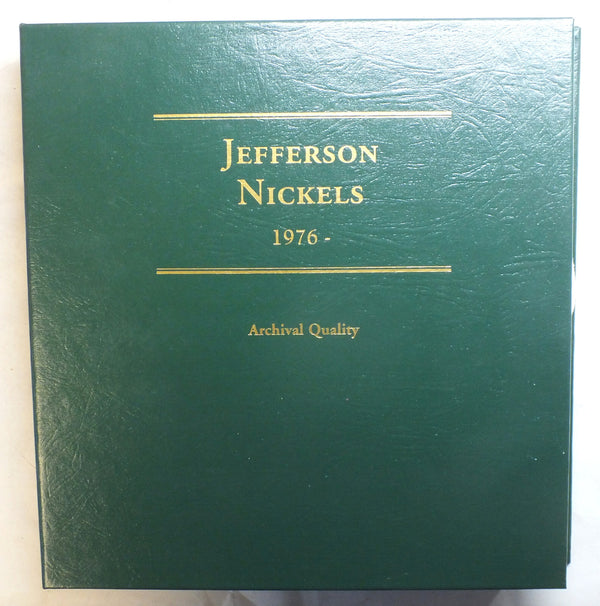 JEFFERSON
NICKELS
1976 -
Archival Quality